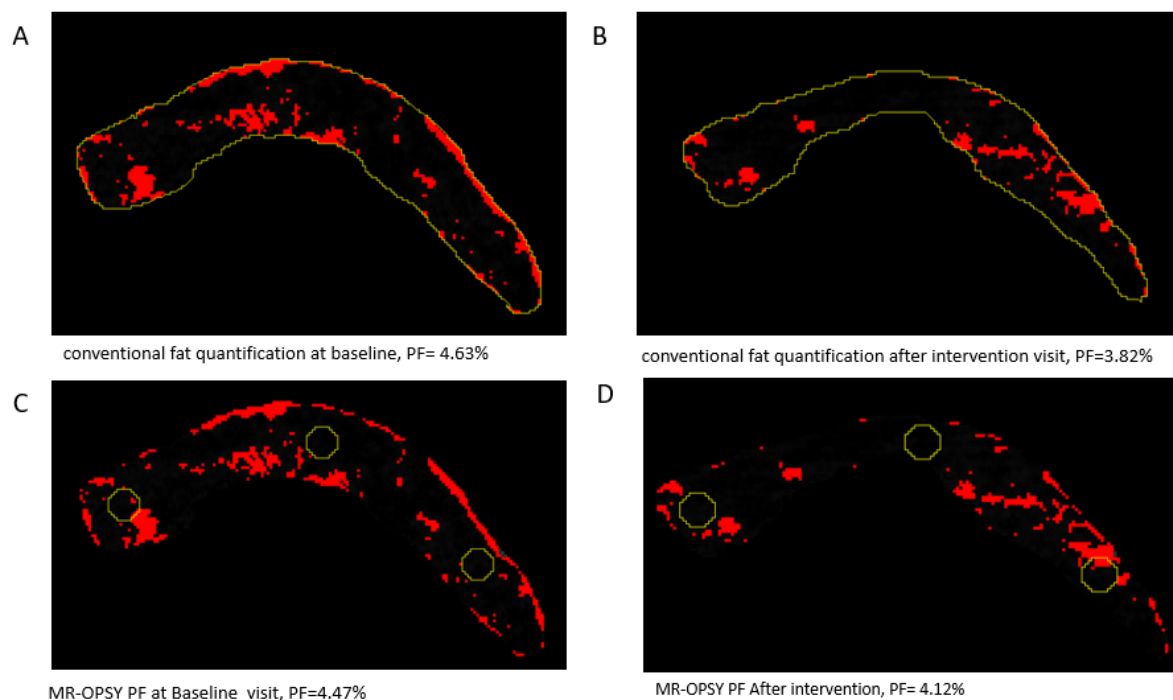 A
B
conventional fat quantification at baseline, PF= 4.63%
conventional fat quantification after intervention visit, PF=3.82%
C
D
MR-OPSY PF at Baseline visit, PF=4.47%
MR-OPSY PF After intervention, PF= 4.12%